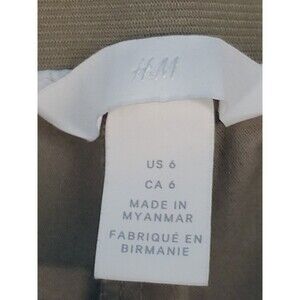 H&M
US 6
CA 6
MADE IN
MYANMAR
FABRIQUÉ EN
BIRMANIE